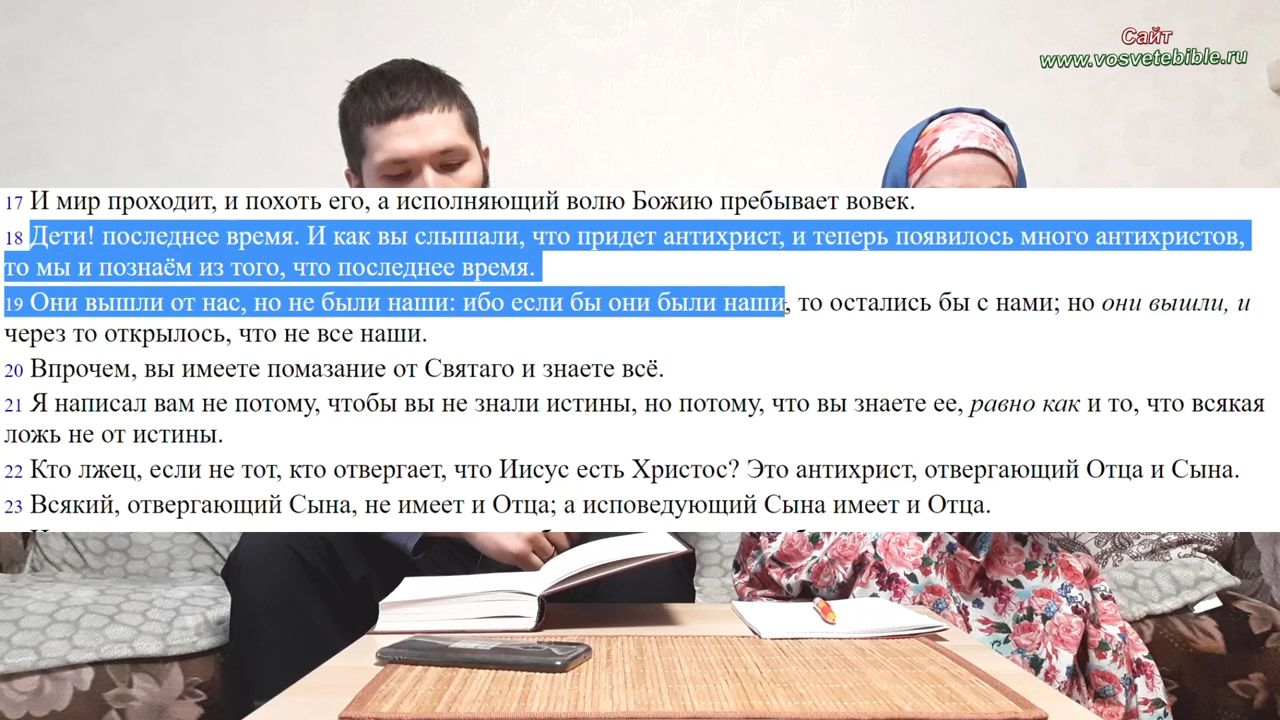 Сайт
www.vosvetebible.ru
17 И мир проходит, и похоть его, а исполняющий волю Божию пребывает вовек.
18 Дети! последнее время. И как вы слышали, что придет антихрист, и теперь появилось много антихристов,
то мы и познаём из того, что последнее время.
19 Они вышли от нас, но не были наши: ибо если бы они были наши, то остались бы с нами; но они вышли, и
через то открылось, что не все наши.
20 Впрочем, вы имеете помазание от Святаго и знаете всё.
21 Я написал вам не потому, чтобы вы не знали истины, но потому, что вы знаете ее, равно как и то, что всякая
ложь не от истины.
22 Кто лжец, если не тот, кто отвергает, что Иисус есть Христос? Это антихрист, отвергающий Отца и Сына.
23 Всякий, отвергающий Сына, не имеет и Отца; а исповедующий Сына имеет и Отца.